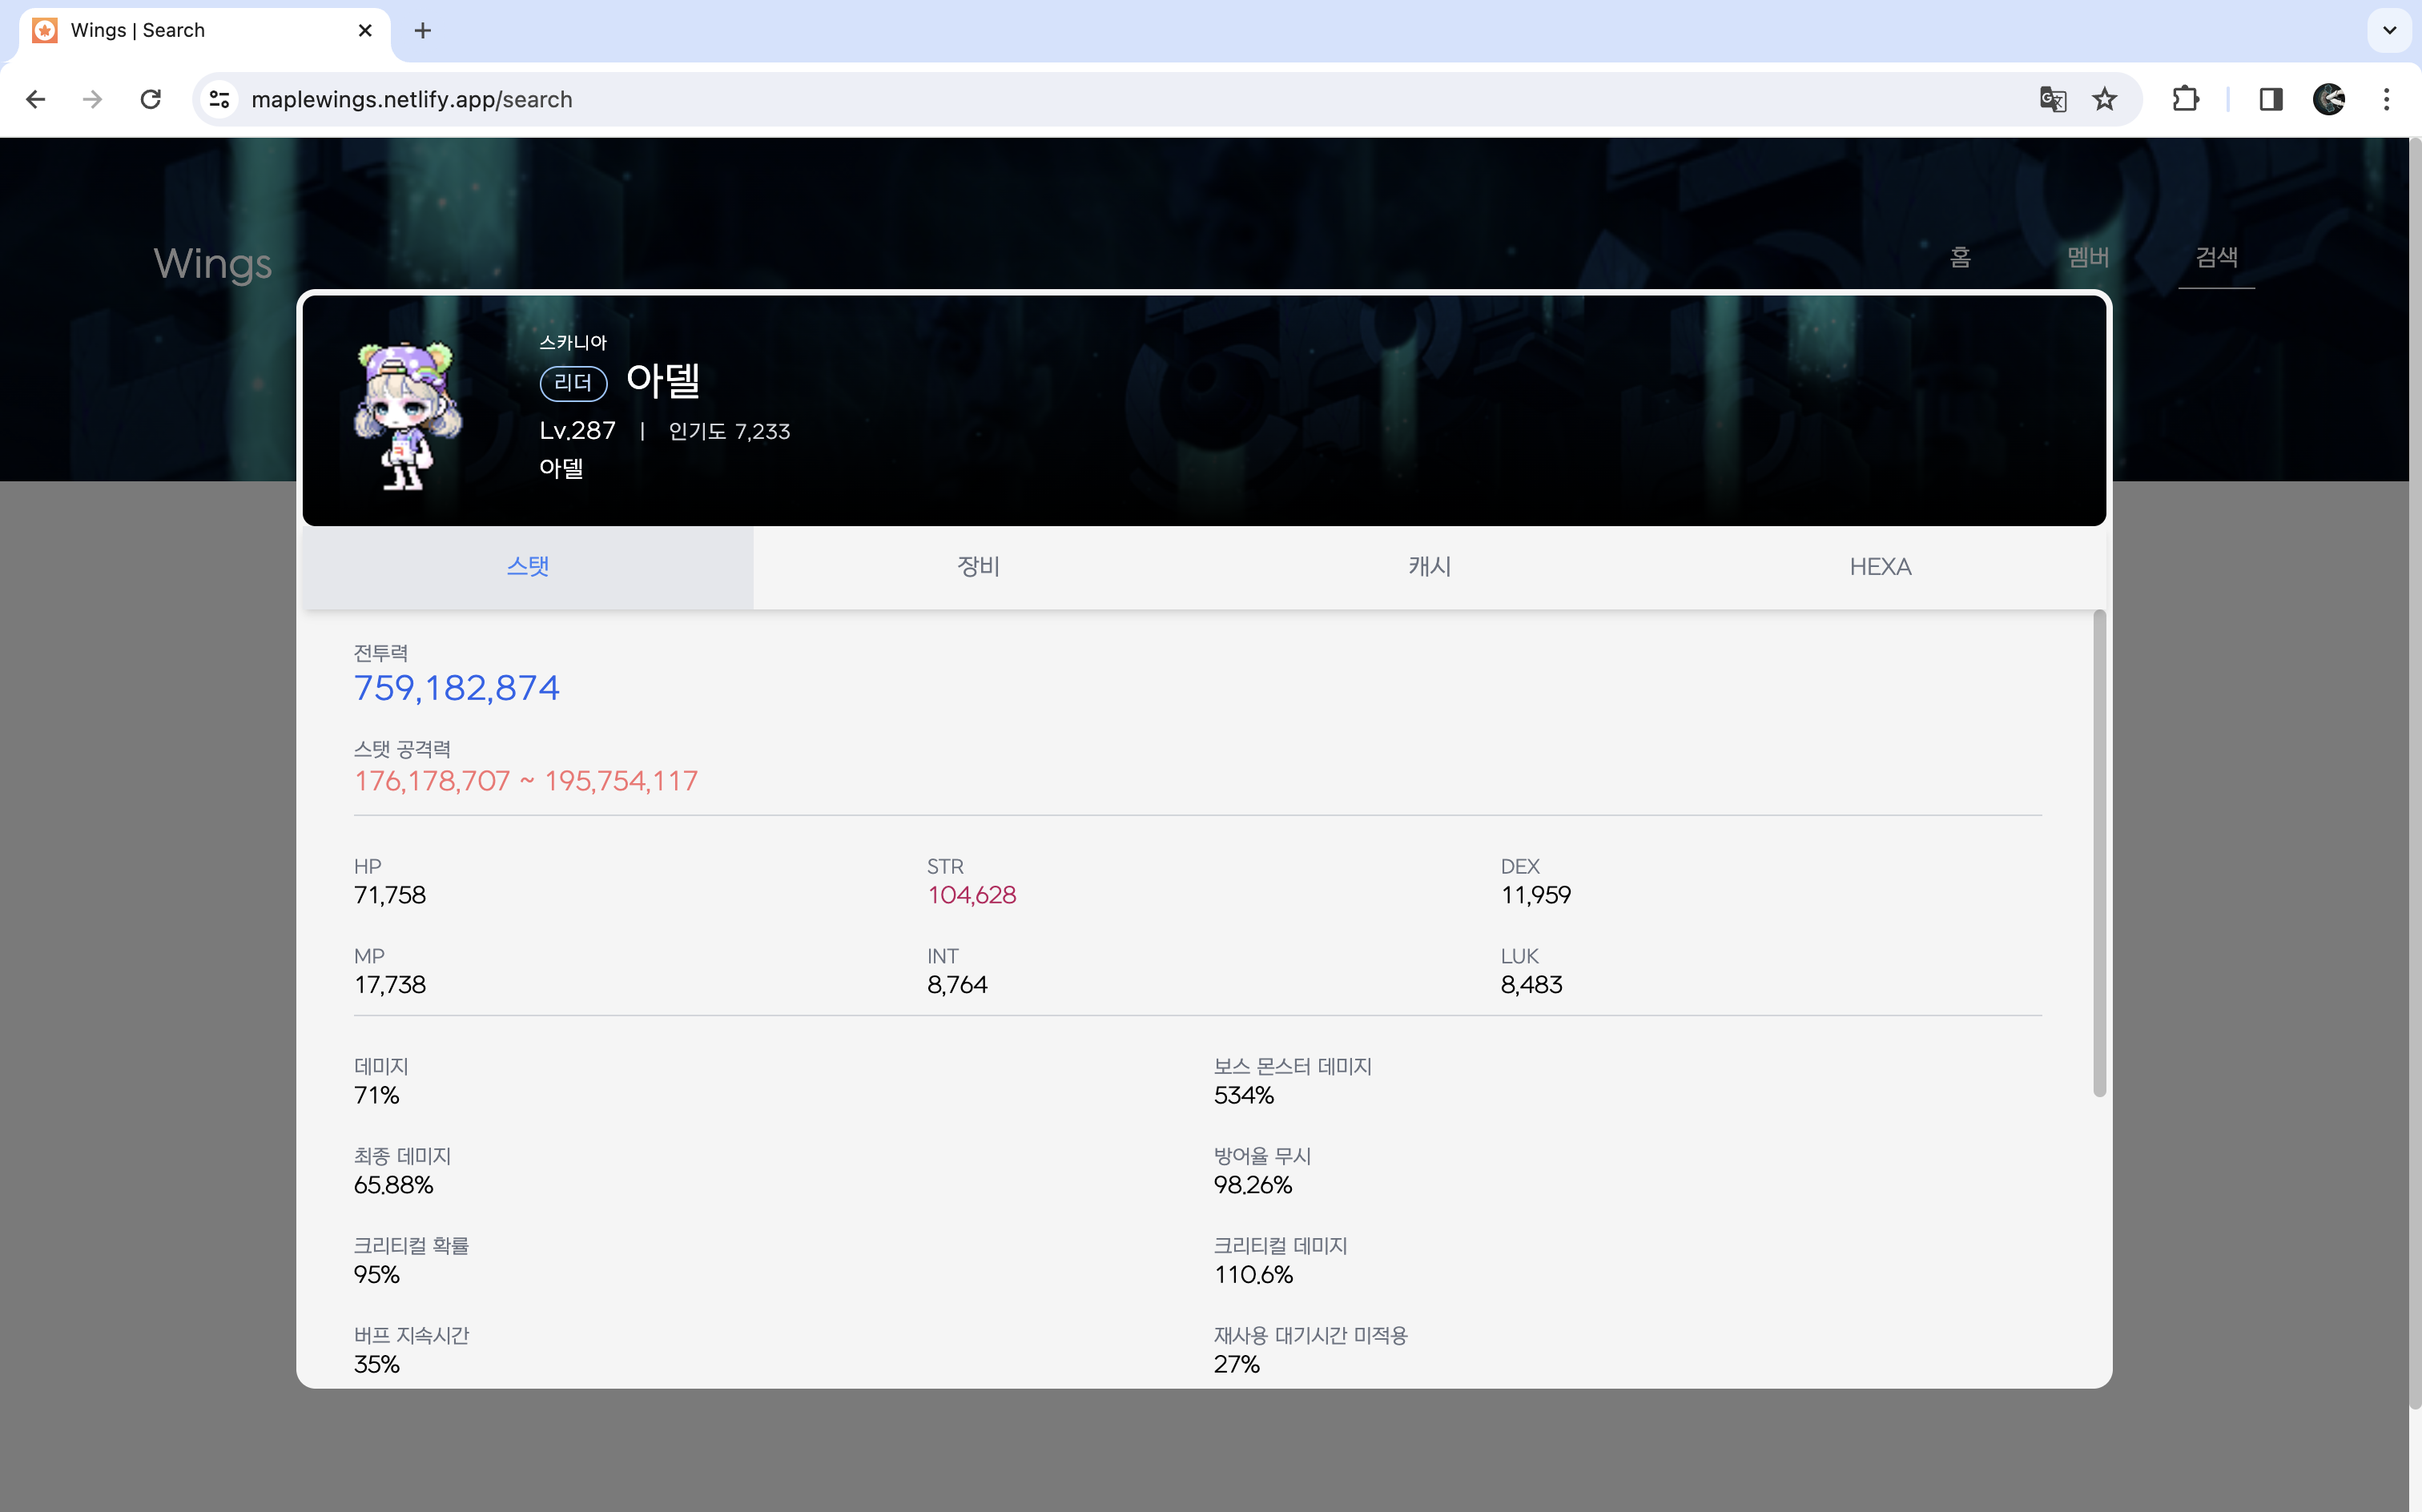 Wings | Search
maplewings.netlify.app/search
Wings
홈 멤버 검색
스카니아
리더 아델
Lv.287 | 인기도 7,233
아델
스탯 장비 캐시 HEXA
전투력
759,182,874
스탯 공격력
176,178,707 ~ 195,754,117
HP STR DEX
71,758 104,628 11,959
MP INT LUK
17,738 8,764 8,483
데미지 보스 몬스터 데미지
71% 534%
최종 데미지 방어율 무시
65.88% 98.26%
크리티컬 확률 크리티컬 데미지
95% 110.6%
버프 지속시간 재사용 대기시간 미적용
35% 27%